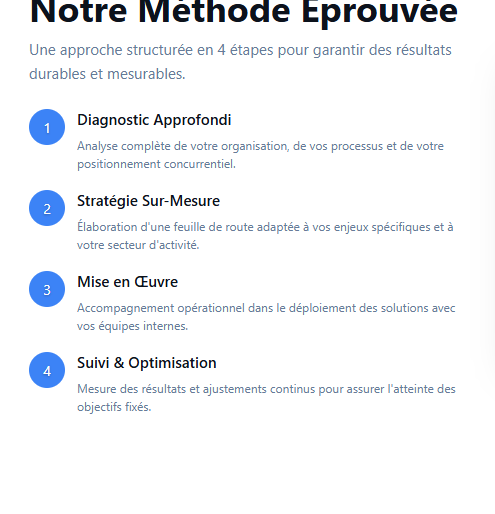 Notre Méthode Éprouvée
Une approche structurée en 4 étapes pour garantir des résultats
durables et mesurables.
1
Diagnostic Approfondi
Analyse complète de votre organisation, de vos processus et de votre
positionnement concurrentiel.
2
Stratégie Sur-Mesure
Élaboration d'une feuille de route adaptée à vos enjeux spécifiques et à
votre secteur d'activité.
3
Mise en Œuvre
Accompagnement opérationnel dans le déploiement des solutions avec
vos équipes internes.
4
Suivi & Optimisation
Mesure des résultats et ajustements continus pour assurer l'atteinte des
objectifs fixés.